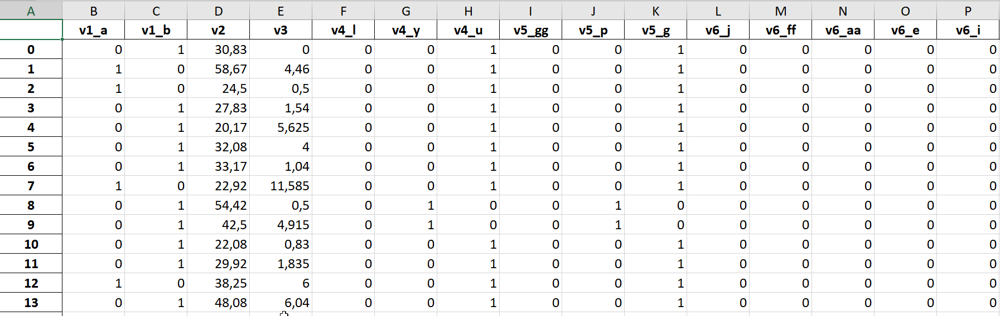 A B C D E F G H I J K L M N O P
v1_a v1_b v2 v3 v4_l v4_y v4_u v5_gg v5_p v5_g v6_j v6_ff v6_aa v6_e v6_i
0 0 1 30,83 0 0 0 1 0 0 1 0 0 0 0 0
1 1 0 58,67 4,46 0 0 1 0 0 1 0 0 0 0 0
2 1 0 24,5 0,5 0 0 1 0 0 1 0 0 0 0 0
3 0 1 27,83 1,54 0 0 1 0 0 1 0 0 0 0 0
4 0 1 20,17 5,625 0 0 1 0 0 1 0 0 0 0 0
5 0 1 32,08 4 0 0 1 0 0 1 0 0 0 0 0
6 0 1 33,17 1,04 0 0 1 0 0 1 0 0 0 0 0
7 1 0 22,92 11,585 0 0 1 0 0 1 0 0 0 0 0
8 0 1 54,42 0,5 0 1 0 0 1 0 0 0 0 0 0
9 0 1 42,5 4,915 0 1 0 0 1 0 0 0 0 0 0
10 0 1 22,08 0,83 0 0 1 0 0 1 0 0 0 0 0
11 0 1 29,92 1,835 0 0 1 0 0 1 0 0 0 0 0
12 1 0 38,25 6 0 0 1 0 0 1 0 0 0 0 0
13 0 1 48,08 6,04 0 0 1 0 0 1 0 0 0 0 0